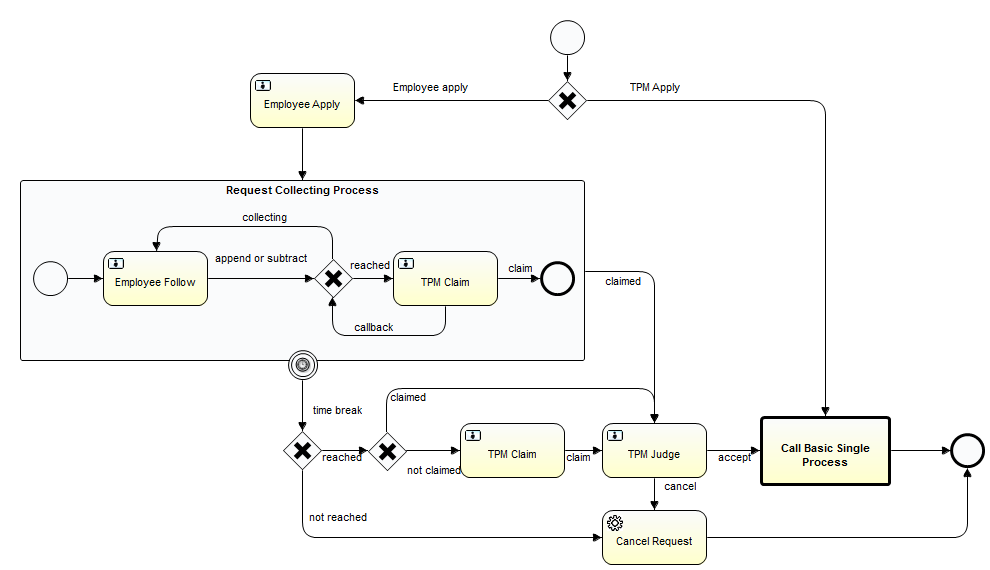 Employee apply
TPM Apply
Employee Apply
Request Collecting Process
collecting
append or subtract
reached
claim
Employee Follow
TPM Claim
claimed
callback
time break
claimed
reached
not claimed
TPM Claim
claim
TPM Judge
accept
Call Basic Single
Process
cancel
not reached
Cancel Request